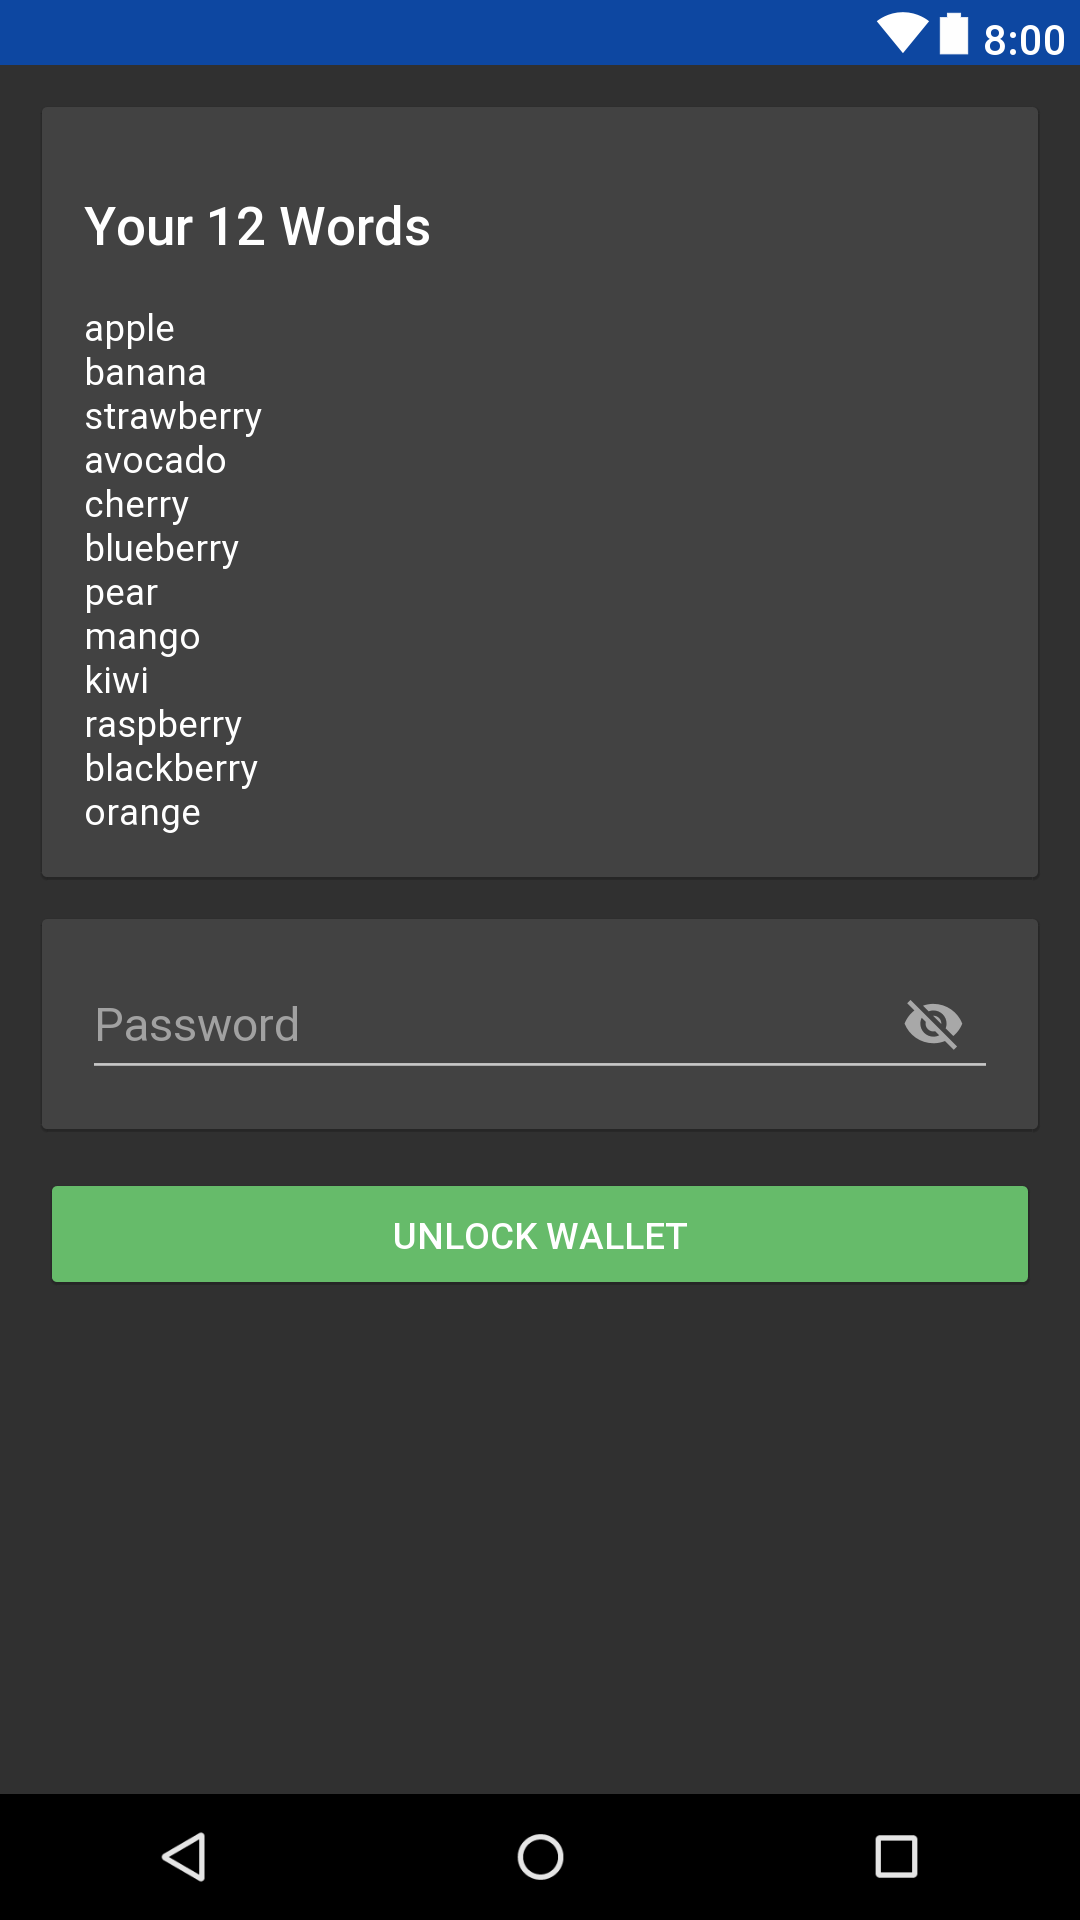 8:00
Your 12 Words
apple
banana
strawberry
avocado
cherry
blueberry
pear
mango
kiwi
raspberry
blackberry
orange
Password
UNLOCK WALLET